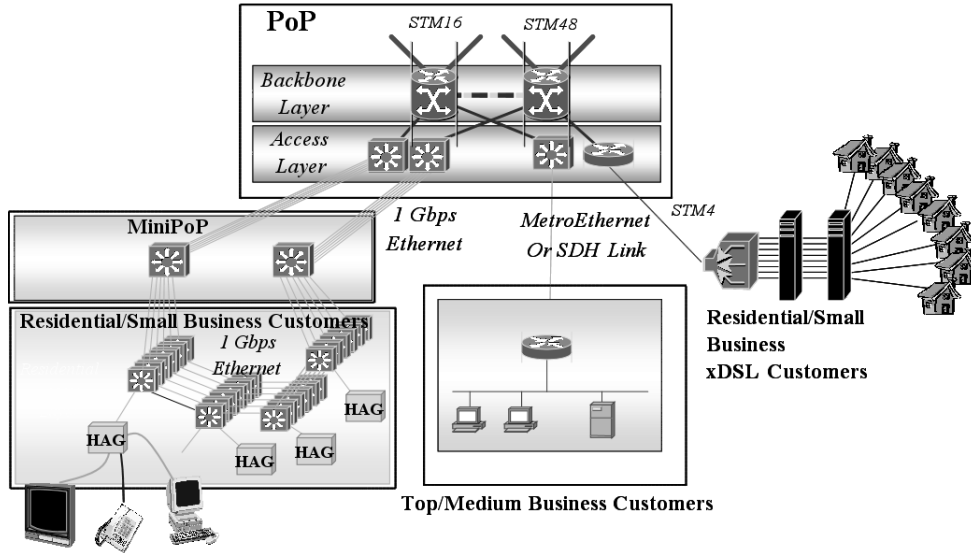 PoP
STM16
STM48
Backbone
Layer
Access
Layer
1 Gbps
Ethernet
MetroEthernet
Or SDH Link
STM4
MiniPoP
Residential/Small Business Customers
1 Gbps
Ethernet
HAG
HAG
HAG
HAG
Residential/Small
Business
xDSL Customers
Top/Medium Business Customers